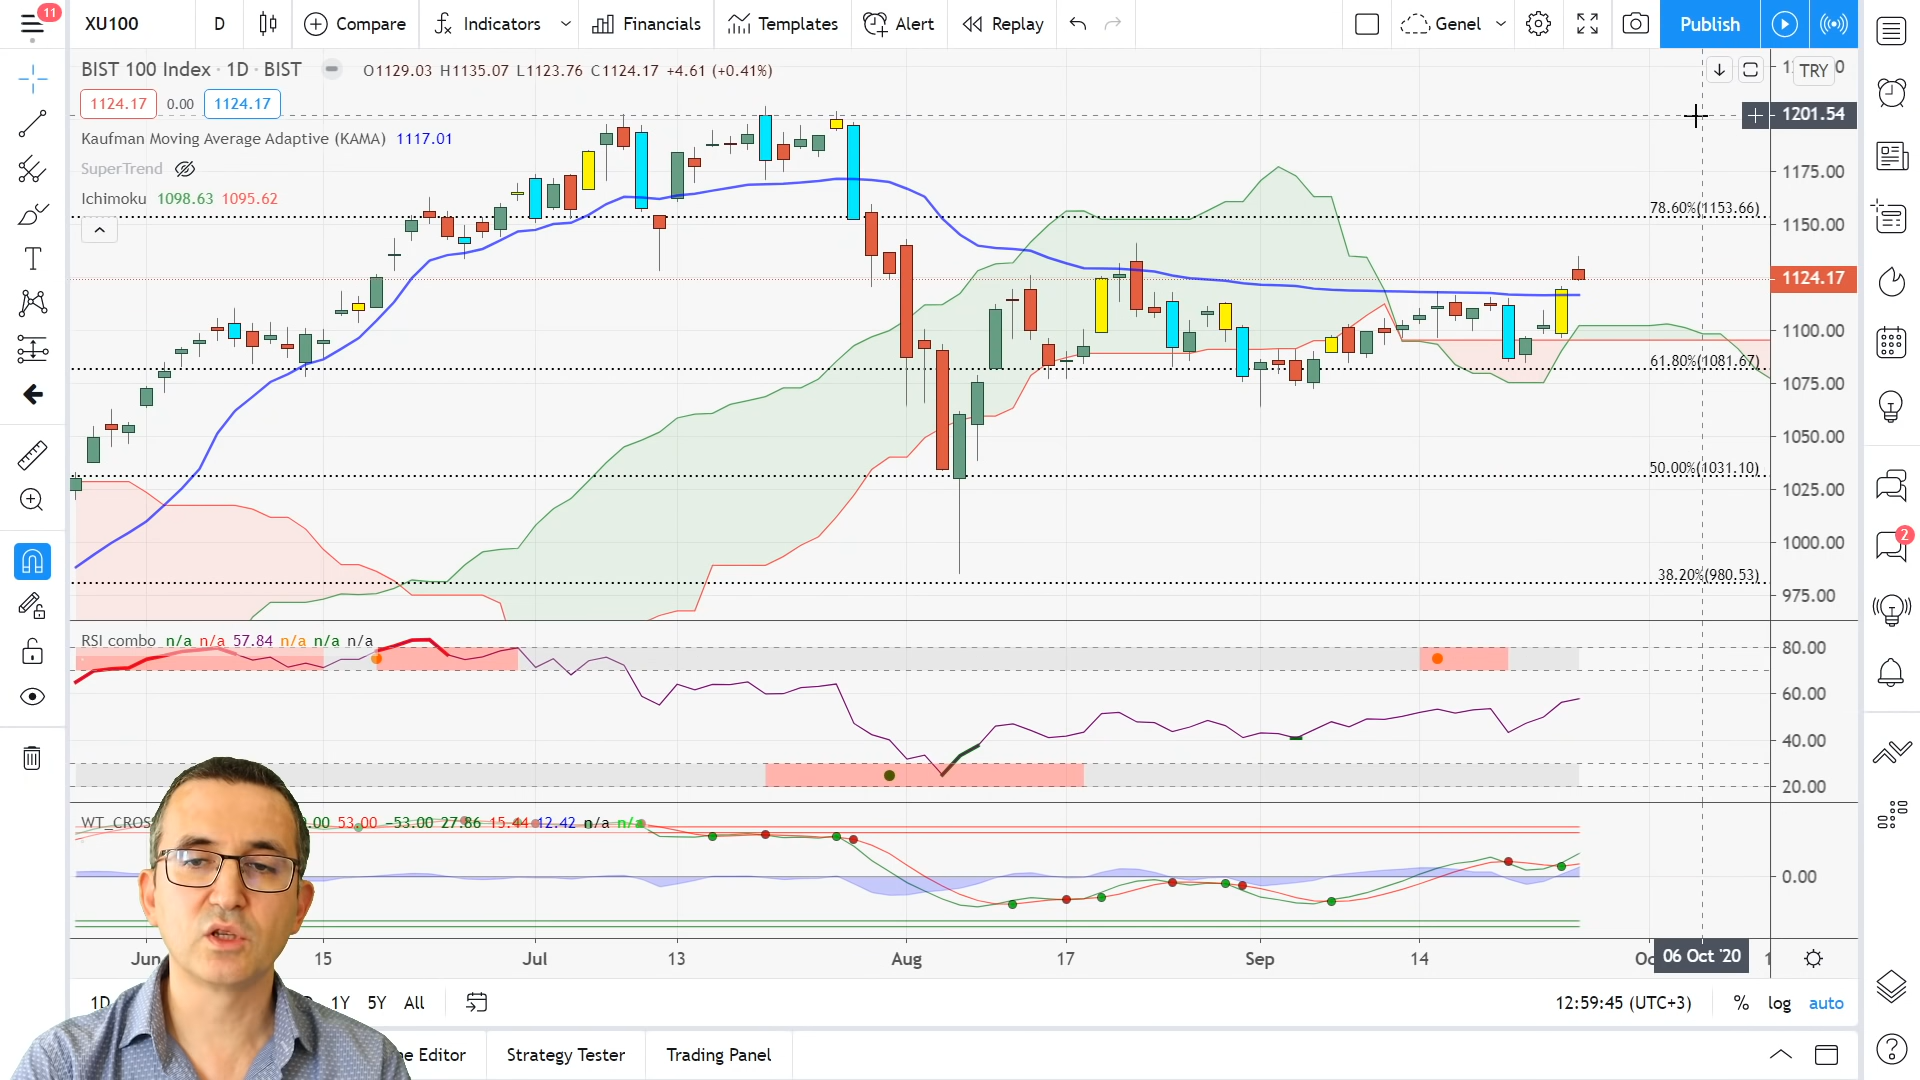 11
XU100
D
Compare
Indicators
Financials
Templates
Alert
Replay
Genel
Publish
BIST 100 Index · 1D · BIST
O1129.03 H1135.07 L1123.76 C1124.17 +4.61 (+0.41%)
TRY
1124.17 0.00 1124.17
1201.54
Kaufman Moving Average Adaptive (KAMA) 1117.01
SuperTrend
1175.00
Ichimoku 1098.63 1095.62
78.60%(1153.66)
1150.00
1124.17
1100.00
61.80%(1081.67)
1075.00
1050.00
50.00%(1031.10)
1025.00
1000.00
38.20%(980.53)
975.00
2
RSI combo n/a n/a 57.84 n/a n/a n/a
80.00
60.00
40.00
20.00
WT_CROSS
.00 53.00 −53.00 27.86 15.44 12.42 n/a n/a
0.00
Jun 15 Jul 13 Aug 17 Sep 14
06 Oct '20
1D
1Y 5Y All
12:59:45 (UTC+3)
% log auto
Editor
Strategy Tester
Trading Panel